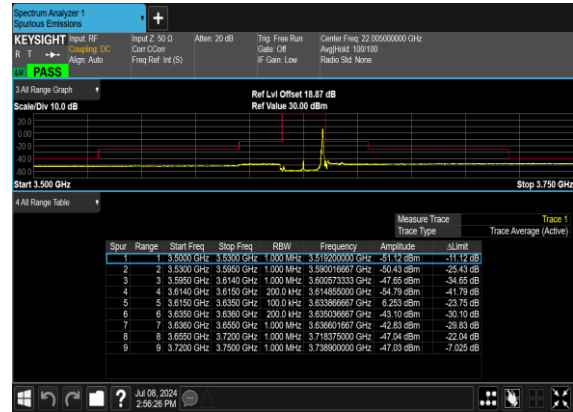 Spectrum Analyzer 1
Spurious Emissions
+
KEYSIGHT Input: RF Input Z: 50 Ω Atten: 20 dB Trig: Free Run Center Freq: 22.005000000 GHz
R T Coupling: DC Corr CCorr Gate: Off Avg|Hold: 100/100
Align: Auto Freq Ref: Int (S) IF Gain: Low Radio Std: None
PASS
3 All Range Graph
Scale/Div 10.0 dB
Ref Lvl Offset 18.87 dB
Ref Value 30.00 dBm
20.0
0.00
-20.0
-40.0
-60.0
Start 3.500 GHz Stop 3.750 GHz
4 All Range Table
Measure Trace Trace 1
Trace Type Trace Average (Active)
Spur Range Start Freq Stop Freq RBW Frequency Amplitude ΔLimit
1 1 3.5000 GHz 3.5300 GHz 1.000 MHz 3.519200000 GHz -51.12 dBm -11.12 dB
2 2 3.5300 GHz 3.5950 GHz 1.000 MHz 3.590016667 GHz -50.43 dBm -25.43 dB
3 3 3.5950 GHz 3.6140 GHz 1.000 MHz 3.600573333 GHz -47.65 dBm -34.65 dB
4 4 3.6140 GHz 3.6150 GHz 200.0 kHz 3.614855000 GHz -54.79 dBm -41.79 dB
5 5 3.6150 GHz 3.6350 GHz 100.0 kHz 3.633866667 GHz 6.253 dBm -23.75 dB
6 6 3.6350 GHz 3.6360 GHz 200.0 kHz 3.635036667 GHz -43.10 dBm -30.10 dB
7 7 3.6360 GHz 3.6550 GHz 1.000 MHz 3.636601667 GHz -42.83 dBm -29.83 dB
8 8 3.6550 GHz 3.7200 GHz 1.000 MHz 3.718375000 GHz -47.04 dBm -22.04 dB
9 9 3.7200 GHz 3.7500 GHz 1.000 MHz 3.738900000 GHz -47.03 dBm -7.025 dB
?
Jul 08, 2024
2:56:26 PM